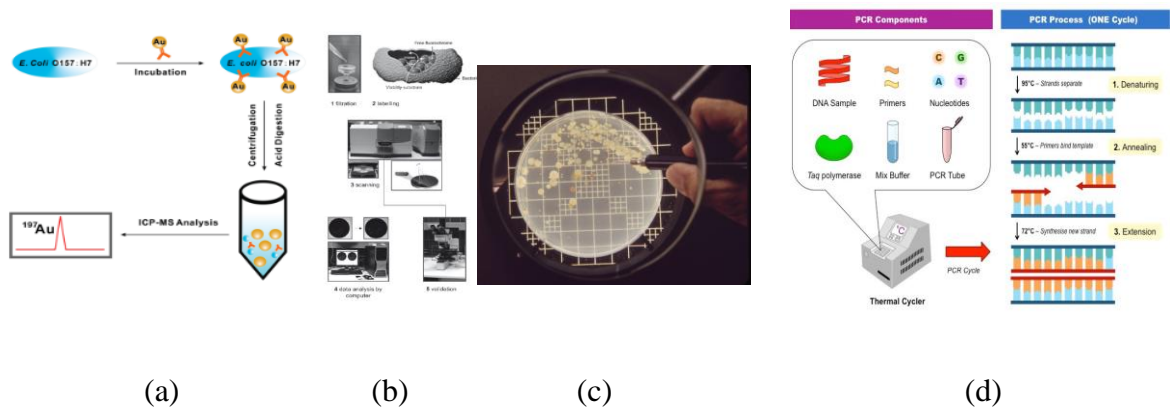 Au
Au Au
E. Coli O157: H7
E. coli O157: H7
Incubation
Au Au
Centrifugation
Acid Digestion
197Au
ICP-MS Analysis
1 filtration
2 labelling
3 scanning
4 data analysis by
computer
5 validation
PCR Components
PCR Process (ONE Cycle)
C G
A T
DNA Sample
Primers
Nucleotides
Taq polymerase
Mix Buffer
PCR Tube
°C
Thermal Cycler
PCR Cycle
95°C – Strands separate
1. Denaturing
55°C – Primers bind template
2. Annealing
72°C – Synthesise new strand
3. Extension
(a)
(b)
(c)
(d)